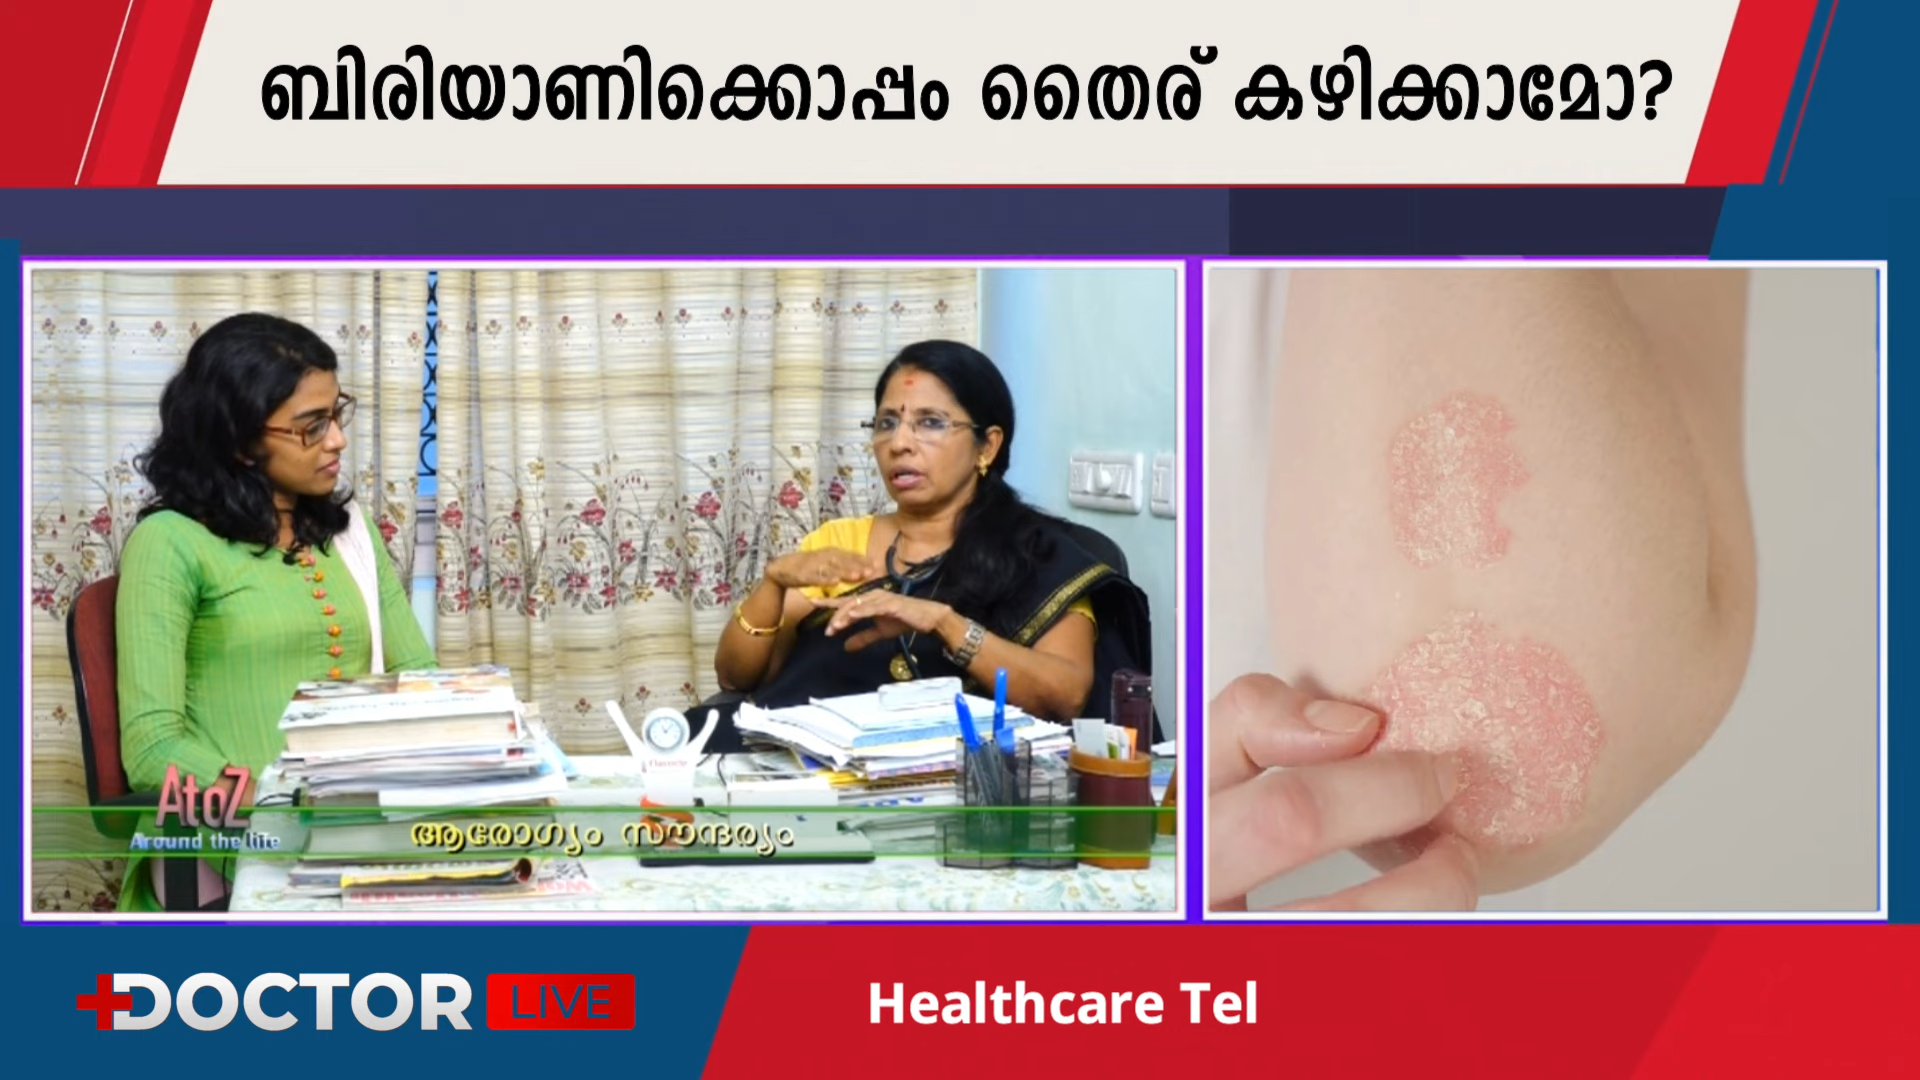 ബിരിയാണിക്കൊപ്പം തൈര് കഴിക്കാമോ?
AtoZ
Around the life
ആരോഗ്യം സൗന്ദര്യം
DOCTOR LIVE
Healthcare Tel